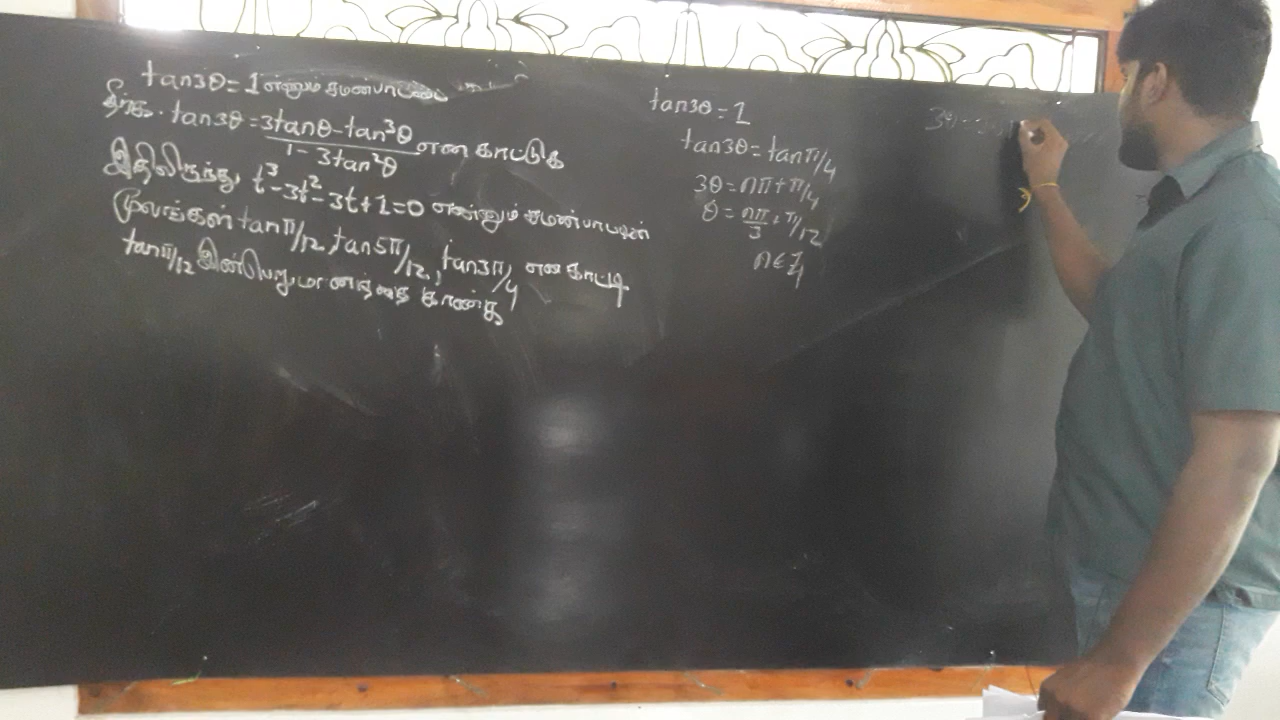 tan3θ = 1 என்னும் சமன்பாட்டை
தீர்க்க. tan3θ = 3tanθ - tan³θ / 1 - 3tan²θ என காட்டுக
இதிலிருந்து, t³ - 3t² - 3t + 1 = 0 என்னும் சமன்பாட்டின்
மூலங்கள் tanπ/12, tan5π/12, tan3π/4 என காட்டி
tanπ/12 இன் பெறுமானத்தை காண்க
tan3θ = 1
tan3θ = tanπ/4
3θ = nπ + π/4
θ = nπ/3 + π/12
n ∈ ℤ
3θ